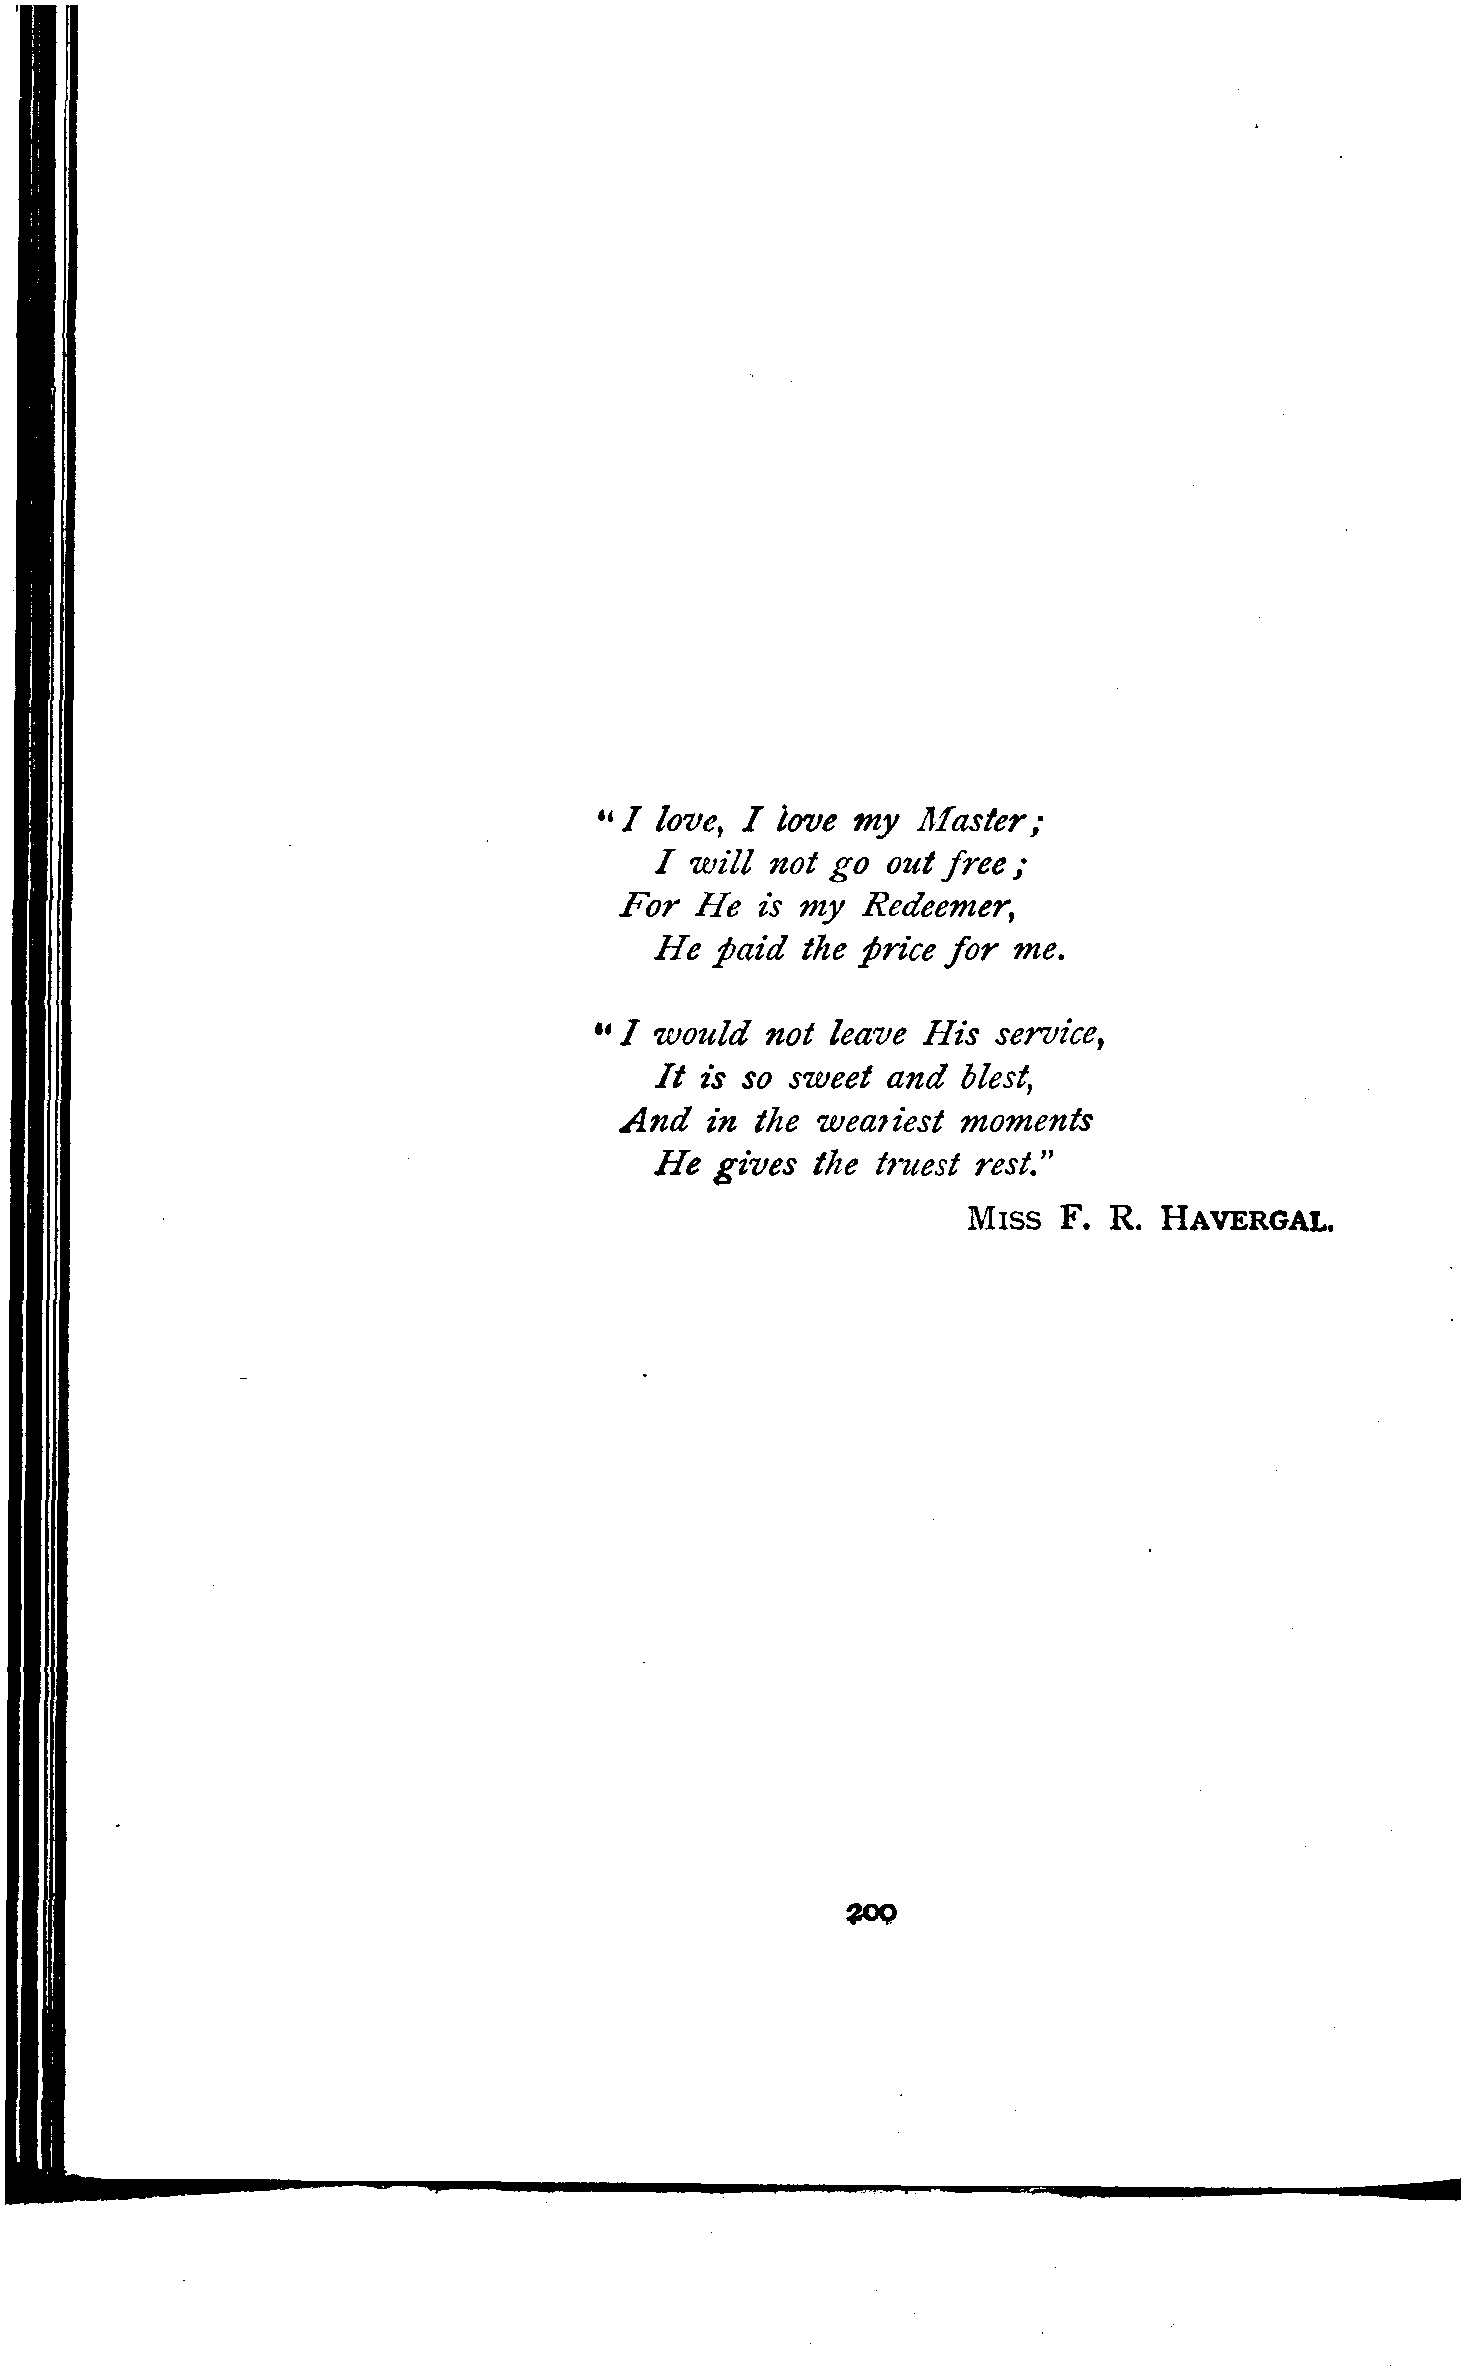 “I love, I love my Master;
I will not go out free;
For He is my Redeemer,
He paid the price for me.
“I would not leave His service,
It is so sweet and blest,
And in the weariest moments
He gives the truest rest.”
MISS F. R. HAVERGAL.
200